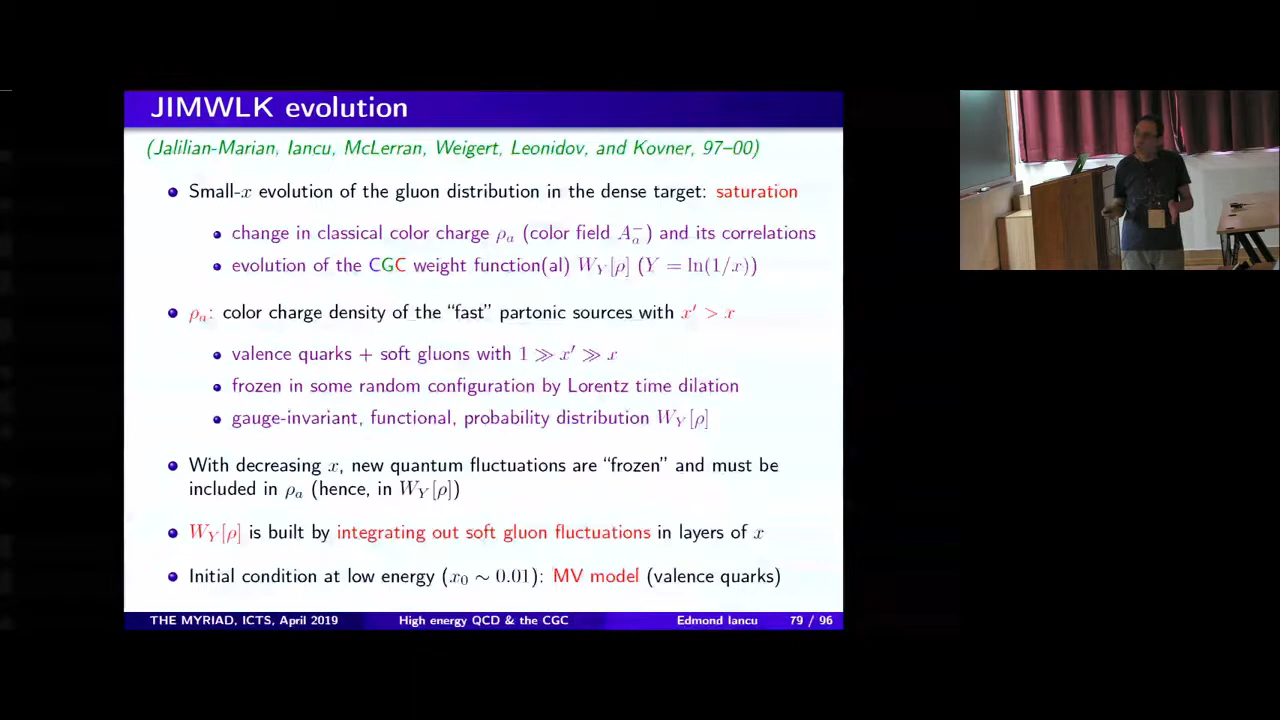 JIMWLK evolution
(Jalilian-Marian, Iancu, McLerran, Weigert, Leonidov, and Kovner, 97–00)
Small-x evolution of the gluon distribution in the dense target: saturation
change in classical color charge ρₐ (color field A⁻ₐ) and its correlations
evolution of the CGC weight function(al) W_Y[ρ] (Y = ln(1/x))
ρₐ: color charge density of the “fast” partonic sources with x′ > x
valence quarks + soft gluons with 1 ≫ x′ ≫ x
frozen in some random configuration by Lorentz time dilation
gauge-invariant, functional, probability distribution W_Y[ρ]
With decreasing x, new quantum fluctuations are “frozen” and must be
included in ρₐ (hence, in W_Y[ρ])
W_Y[ρ] is built by integrating out soft gluon fluctuations in layers of x
Initial condition at low energy (x₀ ∼ 0.01): MV model (valence quarks)
THE MYRIAD, ICTS, April 2019 High energy QCD & the CGC Edmond Iancu 79 / 96